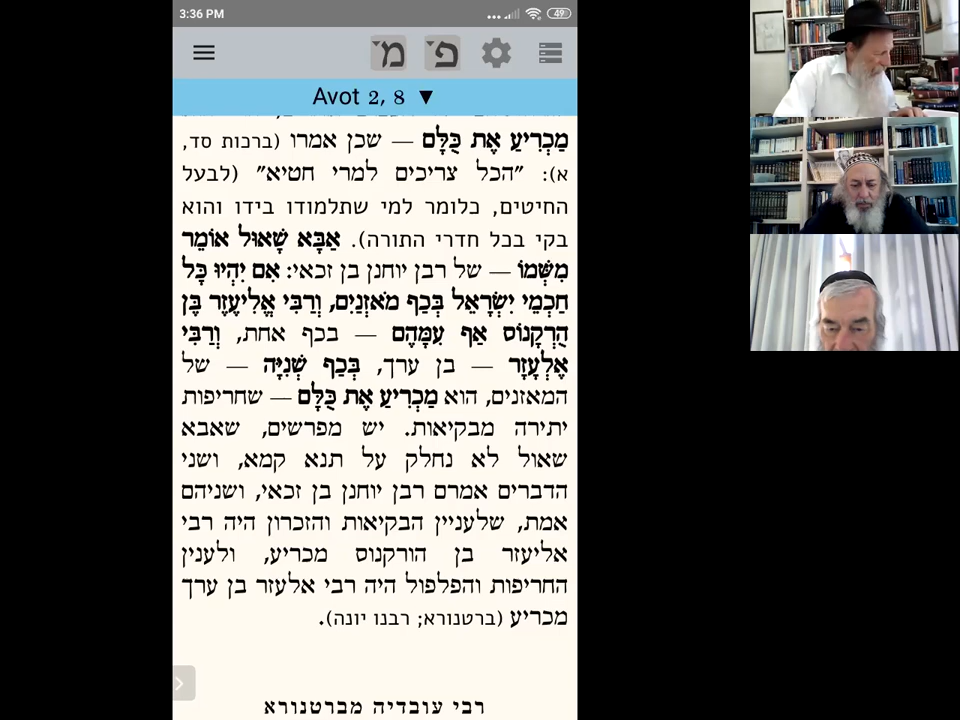 3:36 PM
49
מ׳ פ׳
Avot 2, 8 ▼
מַכְרִיעַ אֶת כֻּלָּם — שכן אמרו (ברכות סד,
א): "הכל צריכים למרי חטיא" (לבעל
החיטים, כלומר למי שתלמודו בידו והוא
בקי בכל חדרי התורה). אַבָּא שָׁאוּל אוֹמֵר
מִשְּׁמוֹ — של רבן יוחנן בן זכאי: אִם יִהְיוּ כָּל
חַכְמֵי יִשְׂרָאֵל בְּכַף מֹאזְנַיִם, וְרַבִּי אֱלִיעֶזֶר בֶּן
הֻרְקְנוֹס אַף עִמָּהֶם — בכף אחת, וְרַבִּי
אֶלְעָזָר — בן ערך, בְּכַף שְׁנִיָּה — של
המאזנים, הוא מַכְרִיעַ אֶת כֻּלָּם — שחריפות
יתירה מבקיאות. יש מפרשים, שאבא
שאול לא נחלק על תנא קמא, ושני
הדברים אמרם רבן יוחנן בן זכאי, ושניהם
אמת, שלעניין הבקיאות והזכרון היה רבי
אליעזר בן הורקנוס מכריע, ולענין
החריפות והפלפול היה רבי אלעזר בן ערך
מכריע (ברטנורא; רבנו יונה).
רבי עובדיה מברטנורא